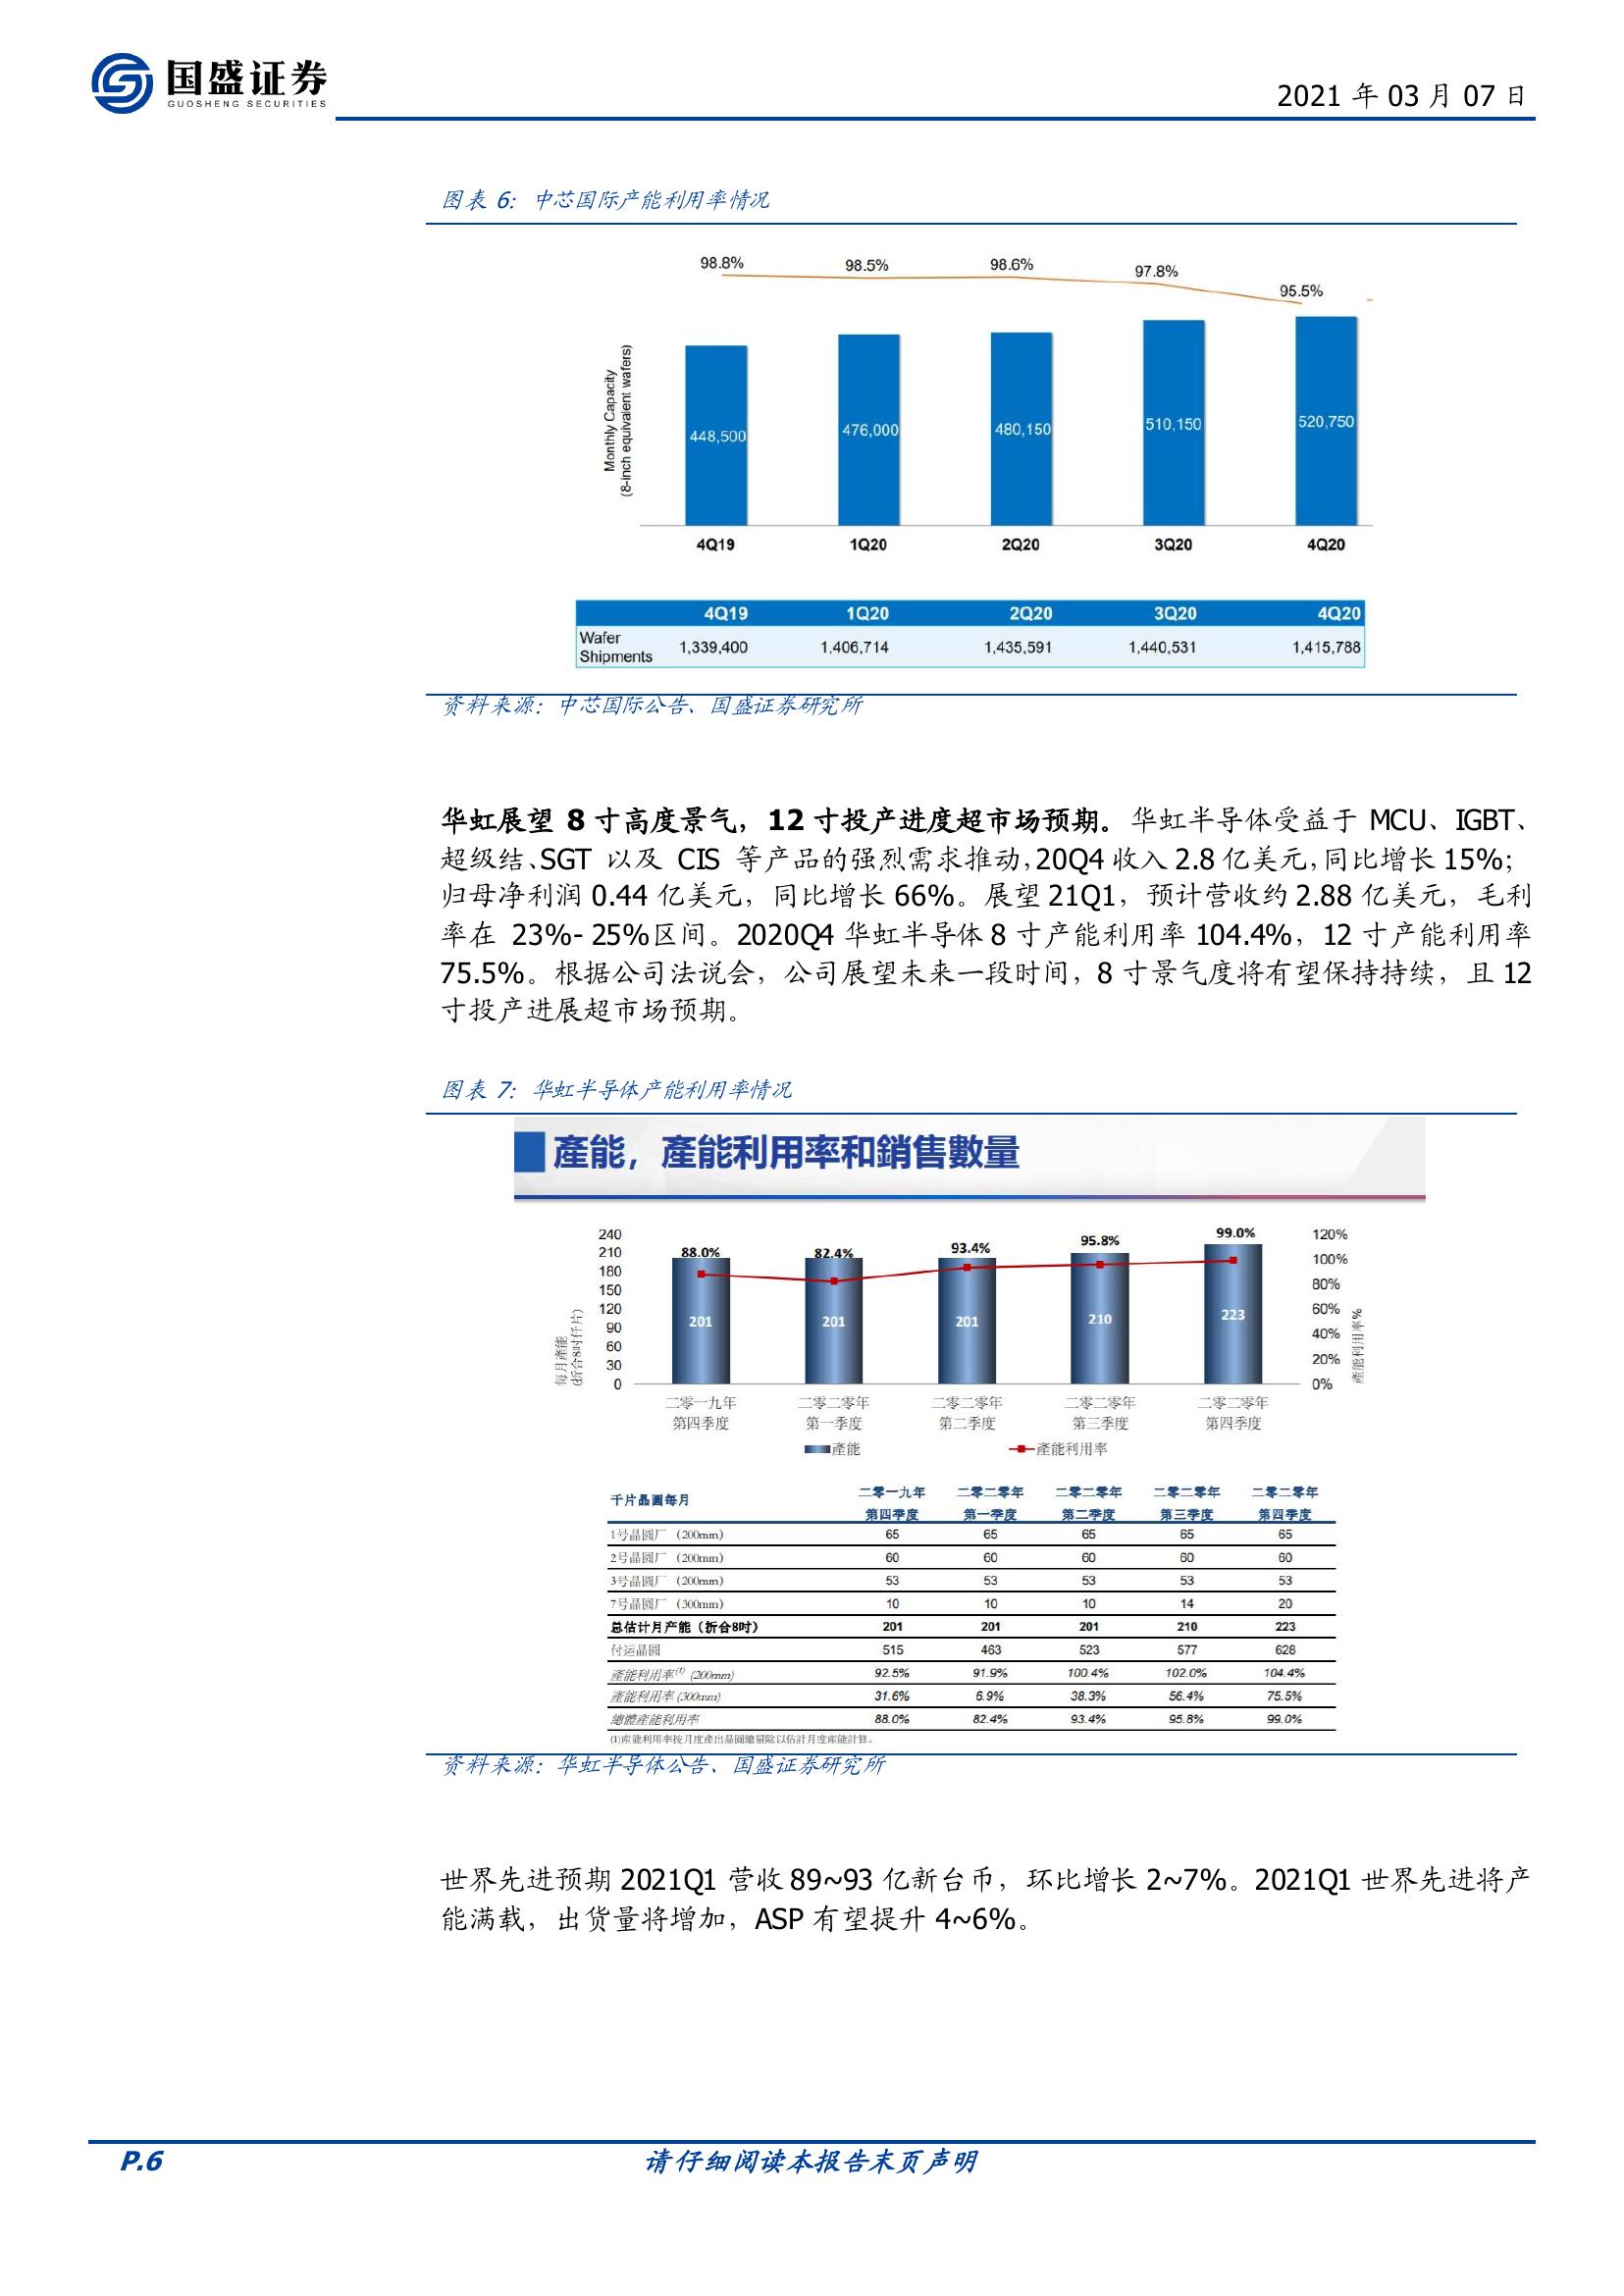 国盛证券
GUOSHENG SECURITIES
2021 年 03 月 07 日
图表 6: 中芯国际产能利用率情况
98.8% 98.5% 98.6% 97.8% 95.5%
Monthly Capacity
(8-inch equivalent wafers)
448,500 476,000 480,150 510,150 520,750
4Q19 1Q20 2Q20 3Q20 4Q20
4Q19 1Q20 2Q20 3Q20 4Q20
Wafer Shipments 1,339,400 1,406,714 1,435,591 1,440,531 1,415,788
资料来源：中芯国际公告、国盛证券研究所
华虹展望 8 寸高度景气，12 寸投产进度超市场预期。华虹半导体受益于 MCU、IGBT、
超级结、SGT 以及 CIS 等产品的强烈需求推动，20Q4 收入 2.8 亿美元，同比增长 15%；
归母净利润 0.44 亿美元，同比增长 66%。展望 21Q1，预计营收约 2.88 亿美元，毛利
率在 23%- 25%区间。2020Q4 华虹半导体 8 寸产能利用率 104.4%，12 寸产能利用率
75.5%。根据公司法说会，公司展望未来一段时间，8 寸景气度将有望保持持续，且 12
寸投产进展超市场预期。
图表 7: 华虹半导体产能利用率情况
產能，產能利用率和銷售數量
每月產能
(折合8吋仟片)
240
210
180
150
120
90
60
30
0
88.0% 82.4% 93.4% 95.8% 99.0%
201 201 201 210 223
120%
100%
80%
60%
40%
20%
0%
產能利用率%
二零一九年 二零二零年 二零二零年 二零二零年 二零二零年
第四季度 第一季度 第二季度 第三季度 第四季度
產能 產能利用率
千片晶圓每月 二零一九年 二零二零年 二零二零年 二零二零年 二零二零年
第四季度 第一季度 第二季度 第三季度 第四季度
1号晶圆厂 (200mm) 65 65 65 65 65
2号晶圆厂 (200mm) 60 60 60 60 60
3号晶圆厂 (200mm) 53 53 53 53 53
7号晶圆厂 (300mm) 10 10 10 14 20
总估计月产能（折合8吋） 201 201 201 210 223
付运晶圆 515 463 523 577 628
產能利用率(1) (200mm) 92.5% 91.9% 100.4% 102.0% 104.4%
產能利用率 (300mm) 31.6% 6.9% 38.3% 56.4% 75.5%
總體產能利用率 88.0% 82.4% 93.4% 95.8% 99.0%
(1)產能利用率按月度產出晶圓總量除以估計月度產能計算。
资料来源：华虹半导体公告、国盛证券研究所
世界先进预期 2021Q1 营收 89~93 亿新台币，环比增长 2~7%。2021Q1 世界先进将产
能满载，出货量将增加，ASP 有望提升 4~6%。
P.6
请仔细阅读本报告末页声明